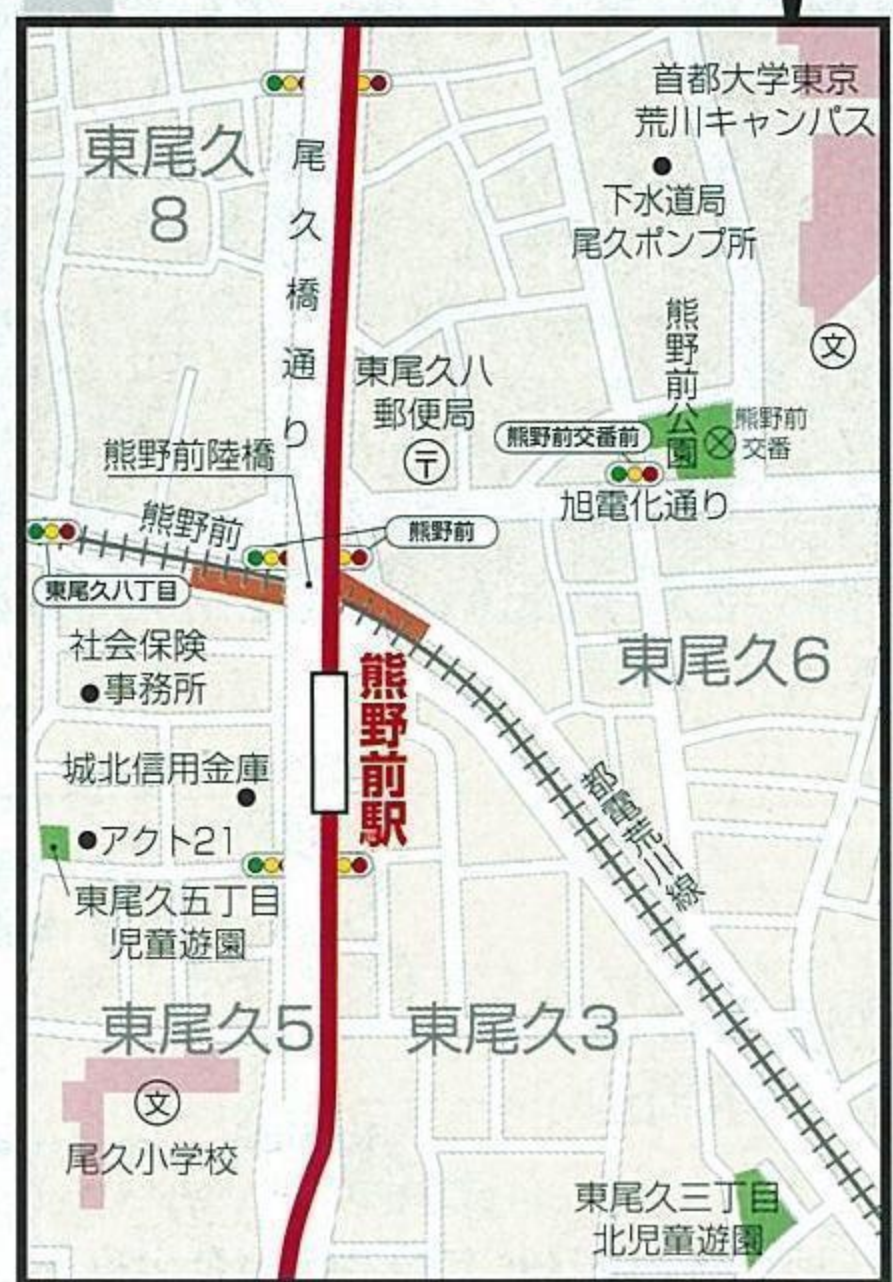 首都大学東京
荒川キャンパス
東尾久
8
尾久橋通り
下水道局
尾久ポンプ所
熊野前公園
文
東尾久八
郵便局
〒
熊野前交番前
熊野前
交番
熊野前陸橋
旭電化通り
熊野前
熊野前
東尾久八丁目
社会保険
事務所
東尾久6
熊野前駅
城北信用金庫
都電荒川線
アクト21
東尾久五丁目
児童遊園
東尾久5
東尾久3
文
尾久小学校
東尾久三丁目
北児童遊園